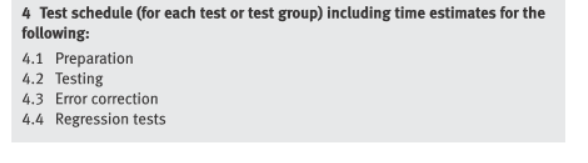 4 Test schedule (for each test or test group) including time estimates for the
following:
4.1 Preparation
4.2 Testing
4.3 Error correction
4.4 Regression tests